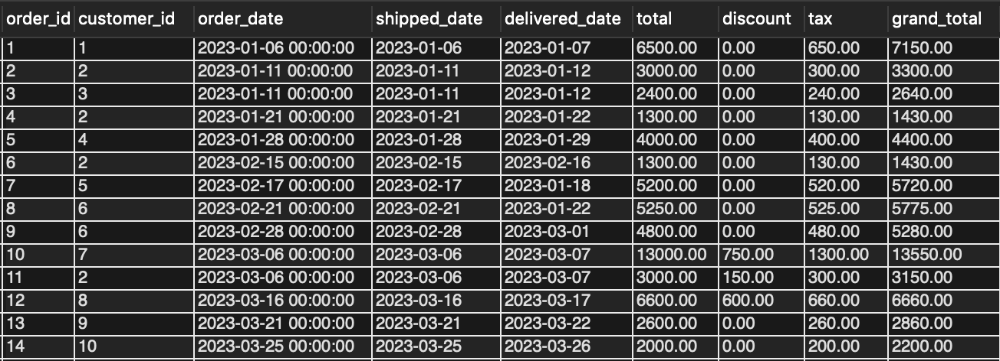 order_id customer_id order_date shipped_date delivered_date total discount tax grand_total
1 1 2023-01-06 00:00:00 2023-01-06 2023-01-07 6500.00 0.00 650.00 7150.00
2 2 2023-01-11 00:00:00 2023-01-11 2023-01-12 3000.00 0.00 300.00 3300.00
3 3 2023-01-11 00:00:00 2023-01-11 2023-01-12 2400.00 0.00 240.00 2640.00
4 2 2023-01-21 00:00:00 2023-01-21 2023-01-22 1300.00 0.00 130.00 1430.00
5 4 2023-01-28 00:00:00 2023-01-28 2023-01-29 4000.00 0.00 400.00 4400.00
6 2 2023-02-15 00:00:00 2023-02-15 2023-02-16 1300.00 0.00 130.00 1430.00
7 5 2023-02-17 00:00:00 2023-02-17 2023-01-18 5200.00 0.00 520.00 5720.00
8 6 2023-02-21 00:00:00 2023-02-21 2023-01-22 5250.00 0.00 525.00 5775.00
9 6 2023-02-28 00:00:00 2023-02-28 2023-03-01 4800.00 0.00 480.00 5280.00
10 7 2023-03-06 00:00:00 2023-03-06 2023-03-07 13000.00 750.00 1300.00 13550.00
11 2 2023-03-06 00:00:00 2023-03-06 2023-03-07 3000.00 150.00 300.00 3150.00
12 8 2023-03-16 00:00:00 2023-03-16 2023-03-17 6600.00 600.00 660.00 6660.00
13 9 2023-03-21 00:00:00 2023-03-21 2023-03-22 2600.00 0.00 260.00 2860.00
14 10 2023-03-25 00:00:00 2023-03-25 2023-03-26 2000.00 0.00 200.00 2200.00